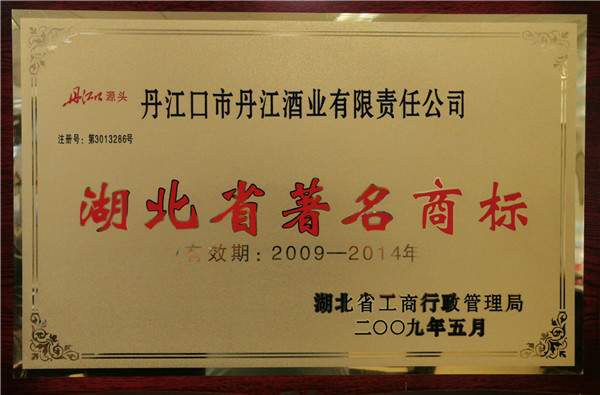 丹江口源头 丹江口市丹江酒业有限责任公司
注册号：第3013286号
湖北省著名商标
(有效期：2009—2014年
湖北省工商行政管理局
二〇〇九年五月